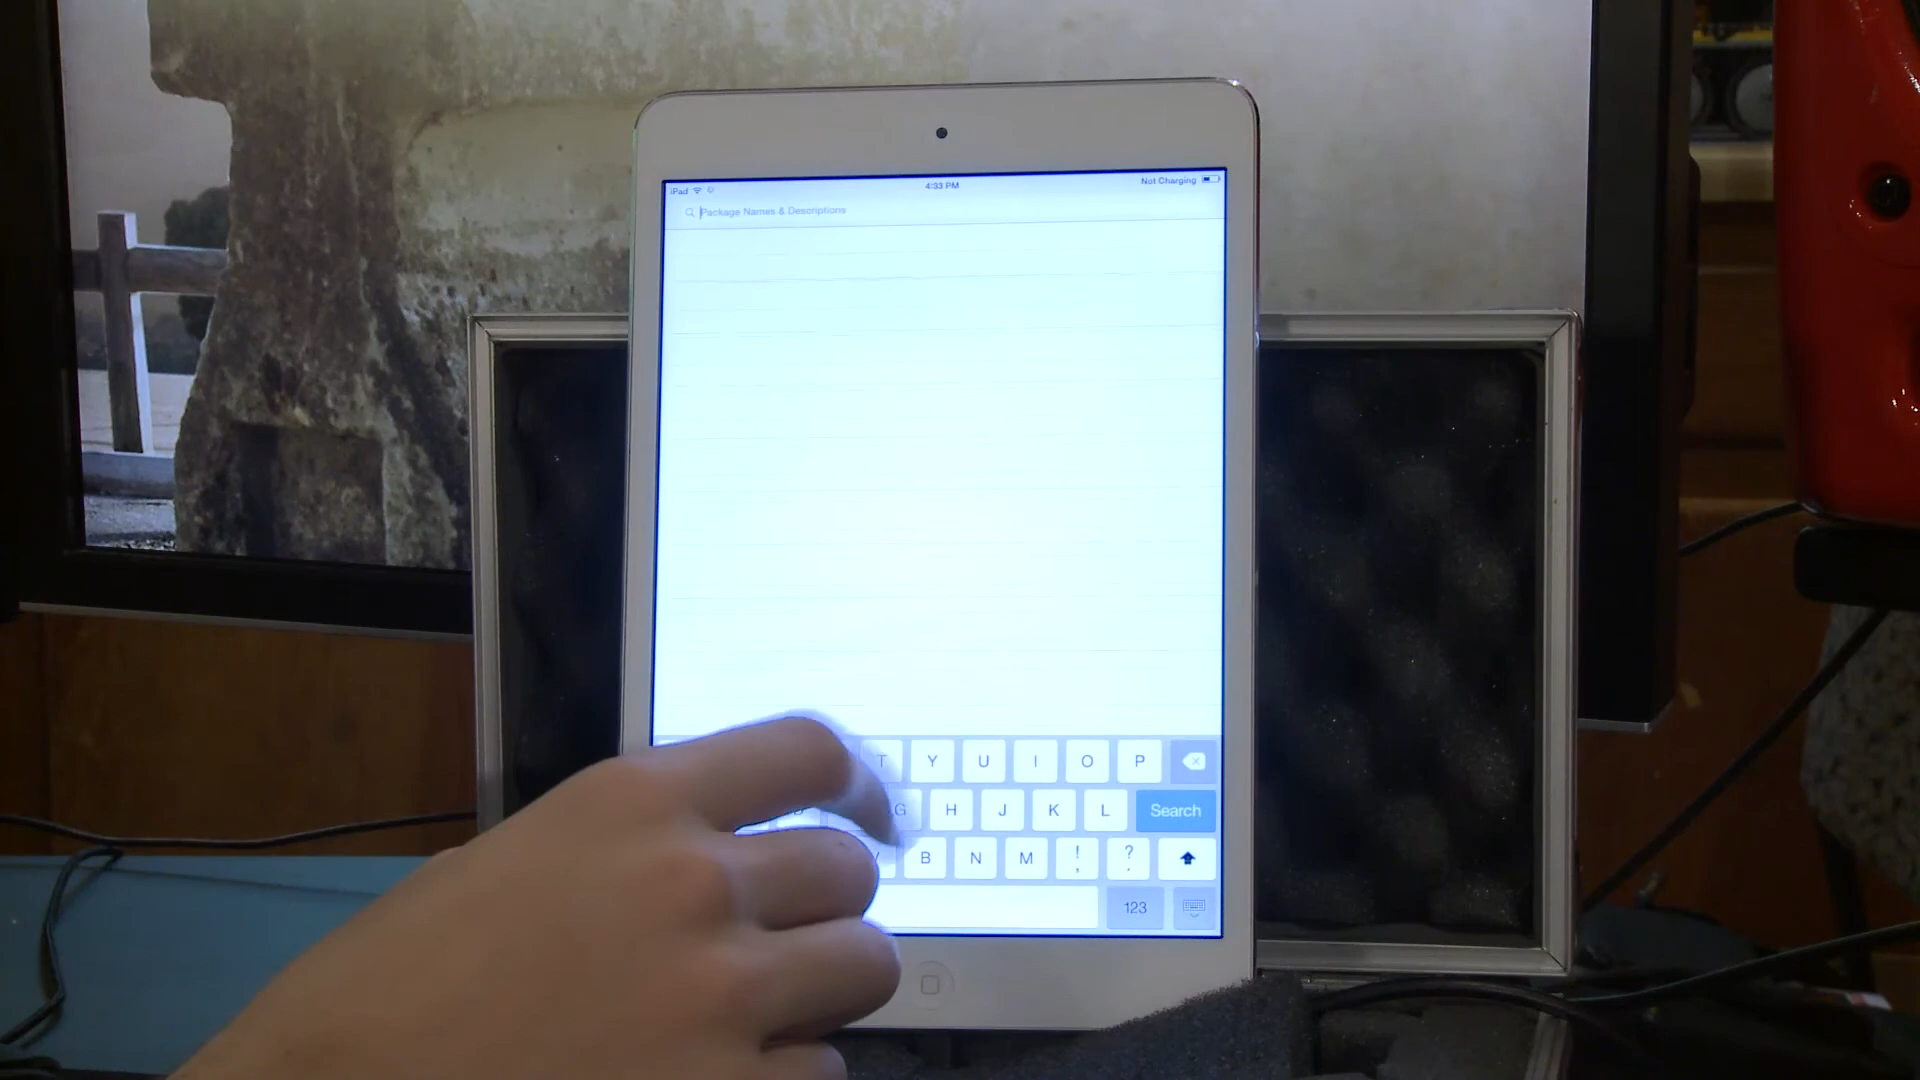 iPad 4:33 PM Not Charging
Package Names & Descriptions
T Y U I O P
G H J K L Search
V B N M ! , ? .
123